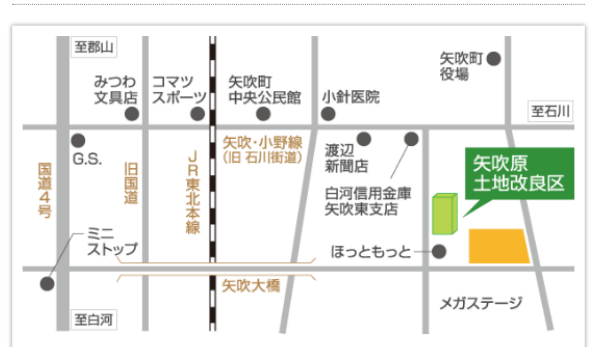 至郡山
みつわ
文具店
コマツ
スポーツ
矢吹町
中央公民館
小針医院
矢吹町
役場
至石川
G.S.
国道4号
旧国道
JR東北本線
矢吹・小野線
(旧 石川街道)
渡辺
新聞店
白河信用金庫
矢吹東支店
矢吹原
土地改良区
ミニ
ストップ
ほっともっと
矢吹大橋
メガステージ
至白河